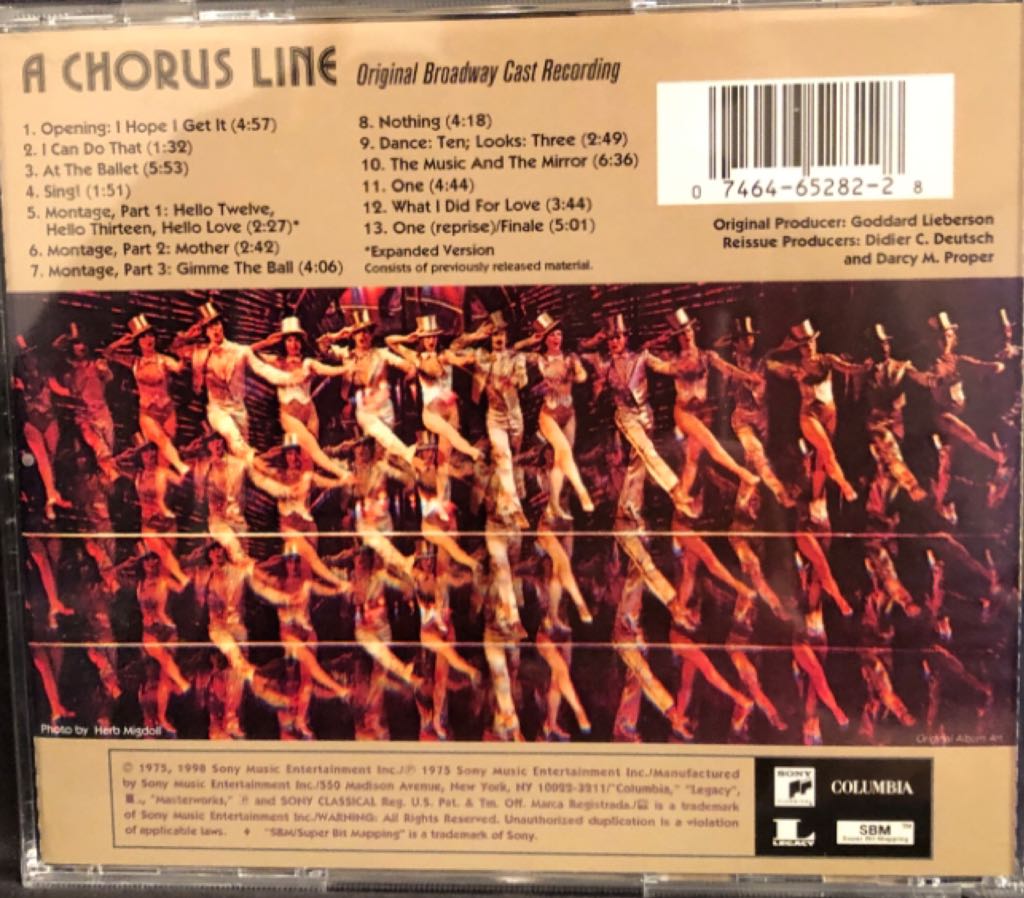 A CHORUS LINE Original Broadway Cast Recording
1. Opening: I Hope I Get It (4:57)
2. I Can Do That (1:32)
3. At The Ballet (5:53)
4. Sing! (1:51)
5. Montage, Part 1: Hello Twelve,
Hello Thirteen, Hello Love (2:27)*
6. Montage, Part 2: Mother (2:42)
7. Montage, Part 3: Gimme The Ball (4:06)
8. Nothing (4:18)
9. Dance: Ten; Looks: Three (2:49)
10. The Music And The Mirror (6:36)
11. One (4:44)
12. What I Did For Love (3:44)
13. One (reprise)/Finale (5:01)
*Expanded Version
Consists of previously released material.
0 7464-65282-2 8
Original Producer: Goddard Lieberson
Reissue Producers: Didier C. Deutsch
and Darcy M. Proper
Photo by Herb Migdoll
Original Album Art
© 1975, 1998 Sony Music Entertainment Inc./℗ 1975 Sony Music Entertainment Inc./Manufactured
by Sony Music Entertainment Inc./550 Madison Avenue, New York, NY 10022-3211/"Columbia," "Legacy",
"Masterworks," and SONY CLASSICAL Reg. U.S. Pat. & Tm. Off. Marca Registrada./ is a trademark
of Sony Music Entertainment Inc./WARNING: All Rights Reserved. Unauthorized duplication is a violation
of applicable laws. ♦ "SBM/Super Bit Mapping" is a trademark of Sony.
SONY
COLUMBIA
L
LEGACY
SBM™
Super Bit Mapping